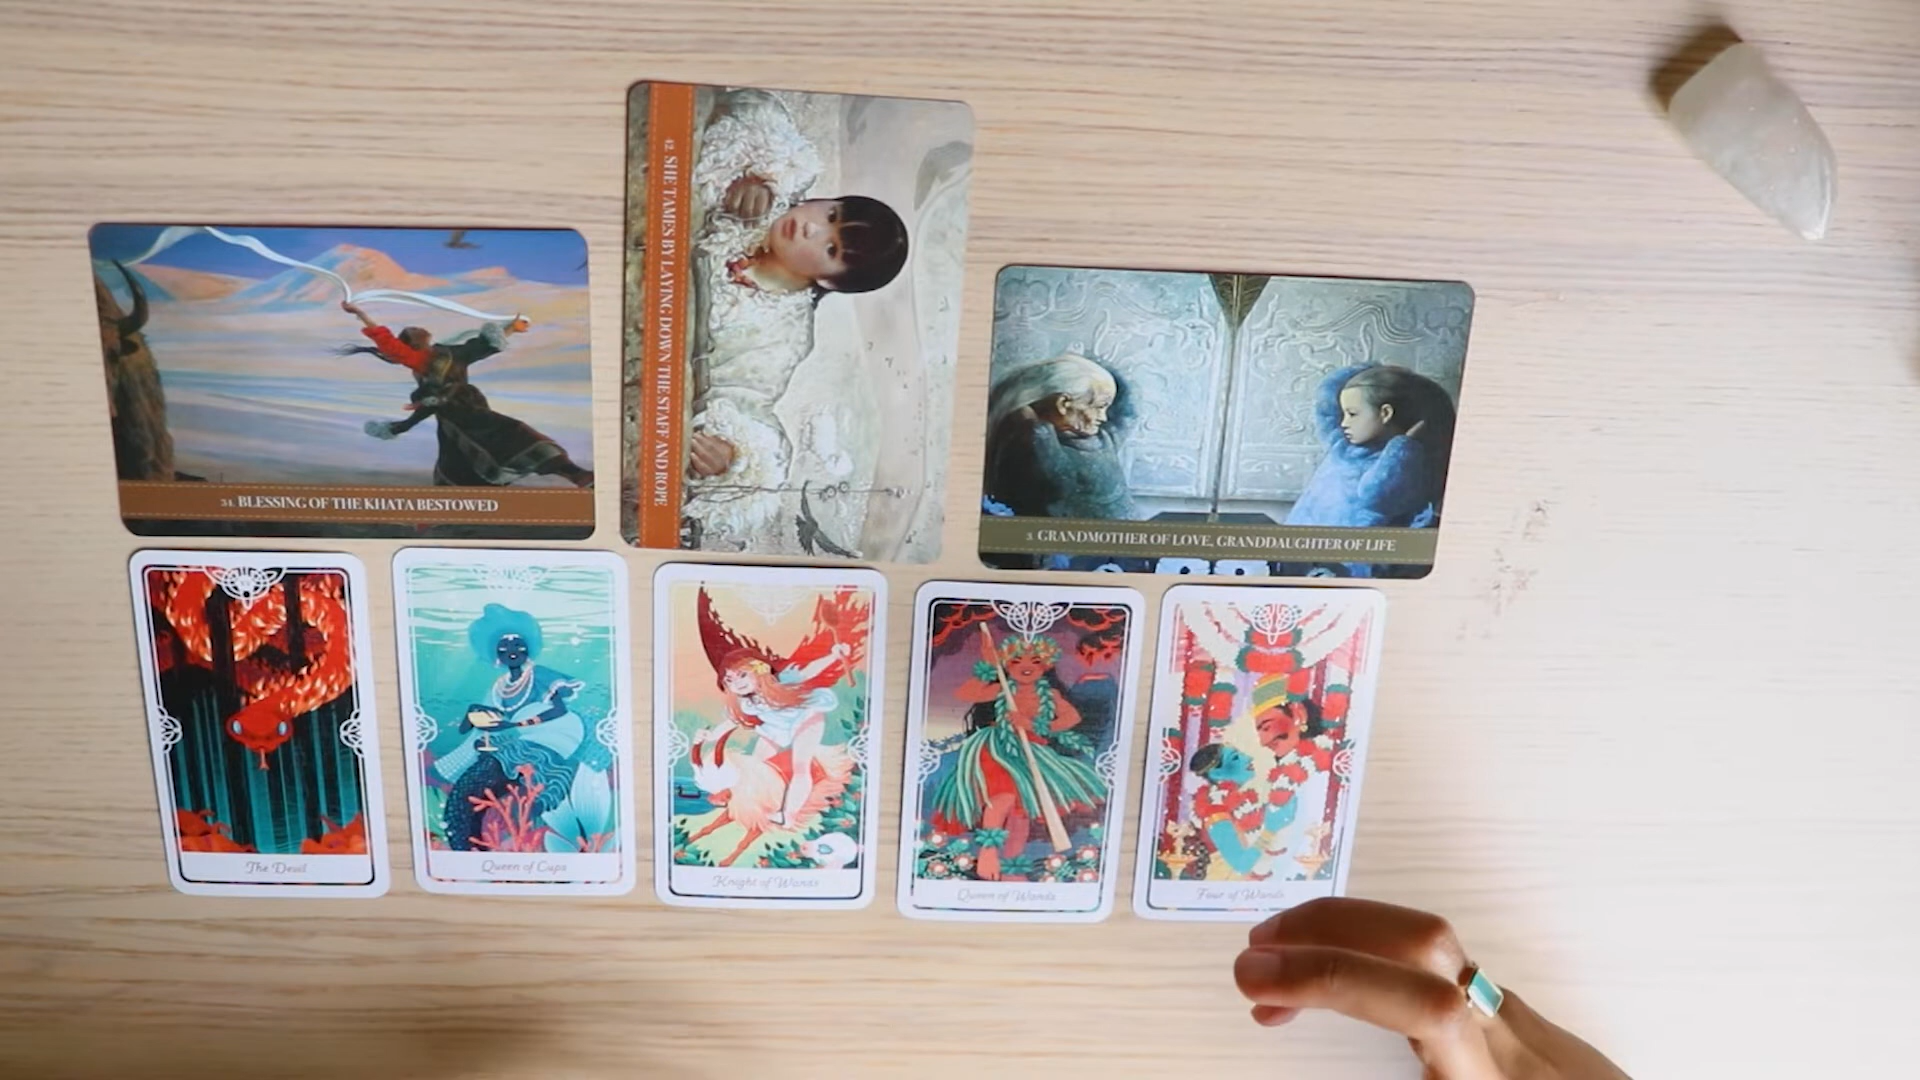 34. BLESSING OF THE KHATA BESTOWED
42. SHE TAMES BY LAYING DOWN THE STAFF AND ROPE
3. GRANDMOTHER OF LOVE, GRANDDAUGHTER OF LIFE
XV
The Devil
Queen of Cups
Knight of Wands
Queen of Wands
Four of Wands